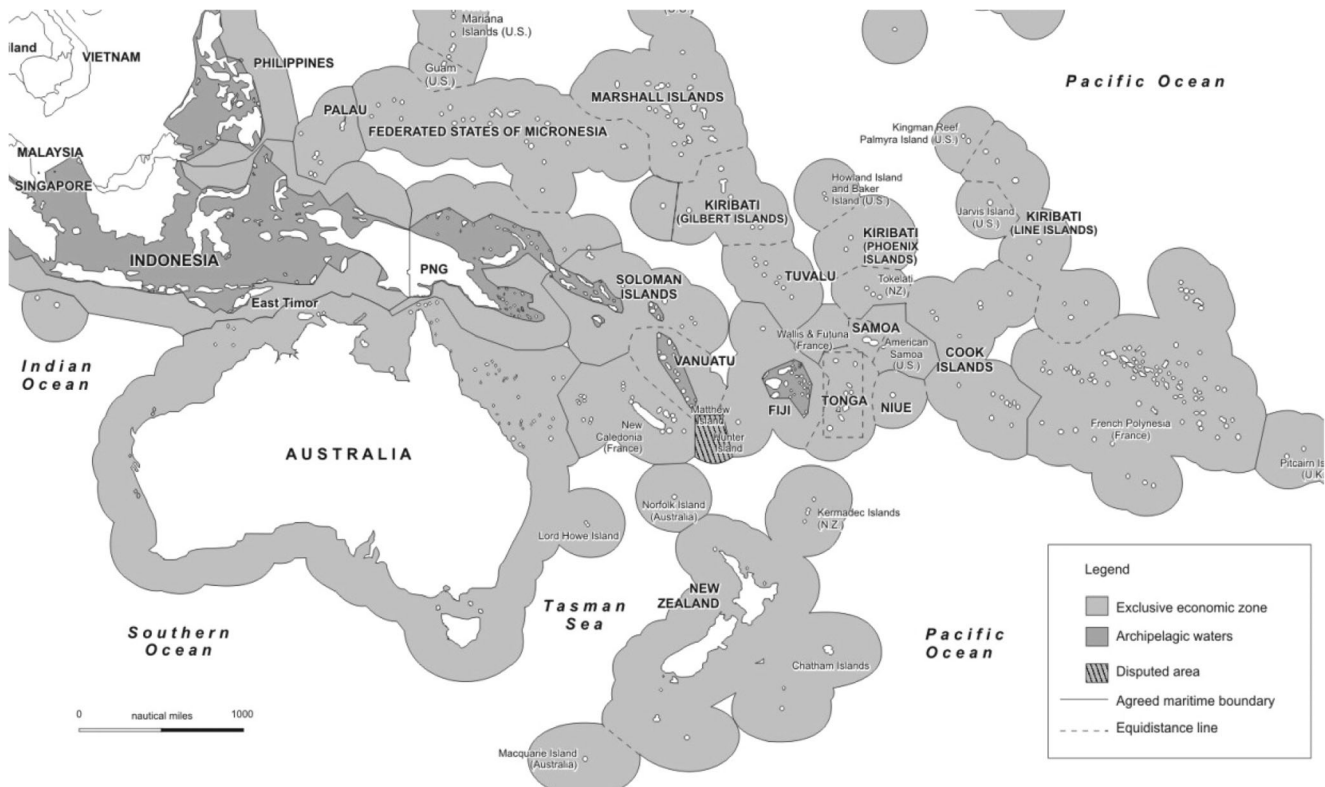 Mariana
Islands (U.S.)
Guam
(U.S.)
iland
VIETNAM
PHILIPPINES
PALAU
FEDERATED STATES OF MICRONESIA
MARSHALL ISLANDS
Pacific Ocean
Kingman Reef
Palmyra Island (U.S.)
MALAYSIA
SINGAPORE
INDONESIA
East Timor
PNG
SOLOMAN
ISLANDS
KIRIBATI
(GILBERT ISLANDS)
Howland Island
and Baker
Island (U.S.)
KIRIBATI
(PHOENIX
ISLANDS)
Jarvis Island
(U.S.)
KIRIBATI
(LINE ISLANDS)
TUVALU
Tokelati
(NZ)
Wallis & Futuna
(France)
SAMOA
American
Samoa
(U.S.)
COOK
ISLANDS
VANUATU
FIJI
TONGA
NIUE
Matthew
Island
Hunter
Island
New
Caledonia
(France)
French Polynesia
(France)
Pitcairn Is
(U.K
Indian
Ocean
AUSTRALIA
Norfolk Island
(Australia)
Lord Howe Island
Kermadec Islands
(N.Z.)
NEW
ZEALAND
Tasman
Sea
Southern
Ocean
Pacific
Ocean
Chatham Islands
Macquarie Island
(Australia)
0 nautical miles 1000
Legend
Exclusive economic zone
Archipelagic waters
Disputed area
Agreed maritime boundary
Equidistance line